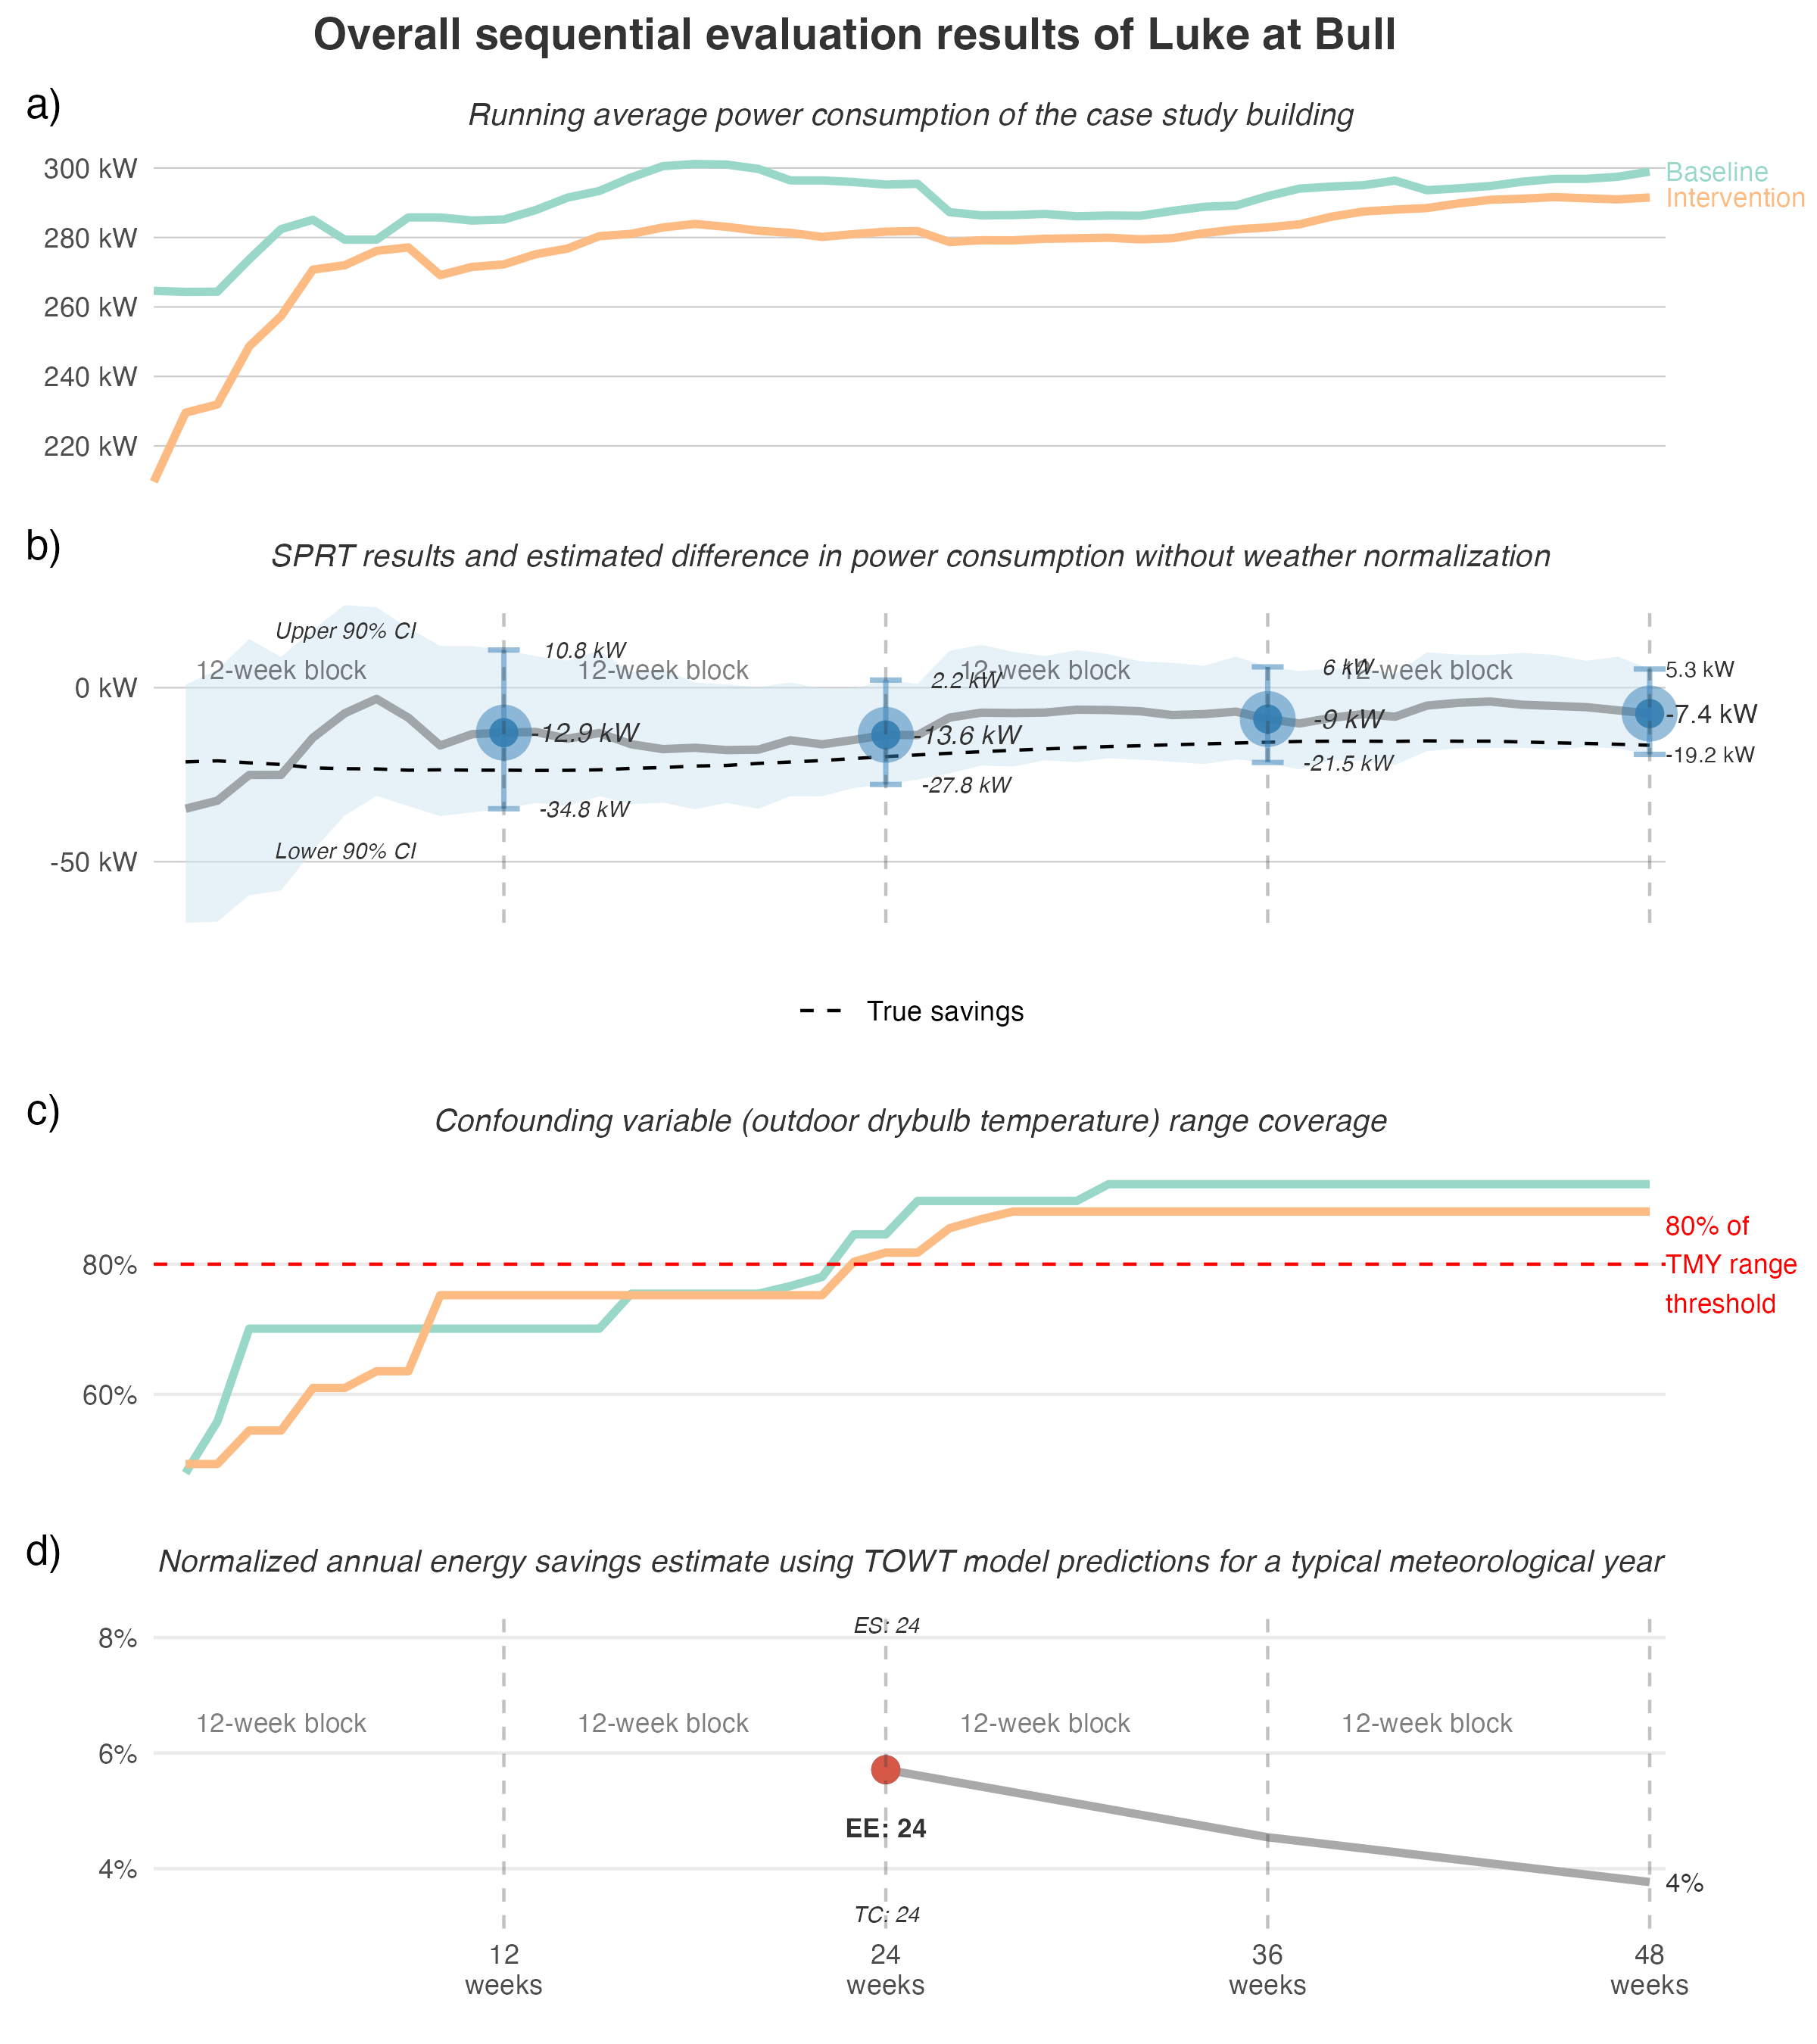 Overall sequential evaluation results of Luke at Bull
a)
Running average power consumption of the case study building
300 kW
280 kW
260 kW
240 kW
220 kW
Baseline
Intervention
b)
SPRT results and estimated difference in power consumption without weather normalization
Upper 90% CI
Lower 90% CI
12-week block
12-week block
12-week block
12-week block
0 kW
-50 kW
10.8 kW
-12.9 kW
-34.8 kW
2.2 kW
-13.6 kW
-27.8 kW
6 kW
-9 kW
-21.5 kW
5.3 kW
-7.4 kW
-19.2 kW
True savings
c)
Confounding variable (outdoor drybulb temperature) range coverage
80%
60%
80% of
TMY range
threshold
d)
Normalized annual energy savings estimate using TOWT model predictions for a typical meteorological year
8%
6%
4%
ES: 24
12-week block
12-week block
12-week block
12-week block
EE: 24
TC: 24
4%
12
weeks
24
weeks
36
weeks
48
weeks